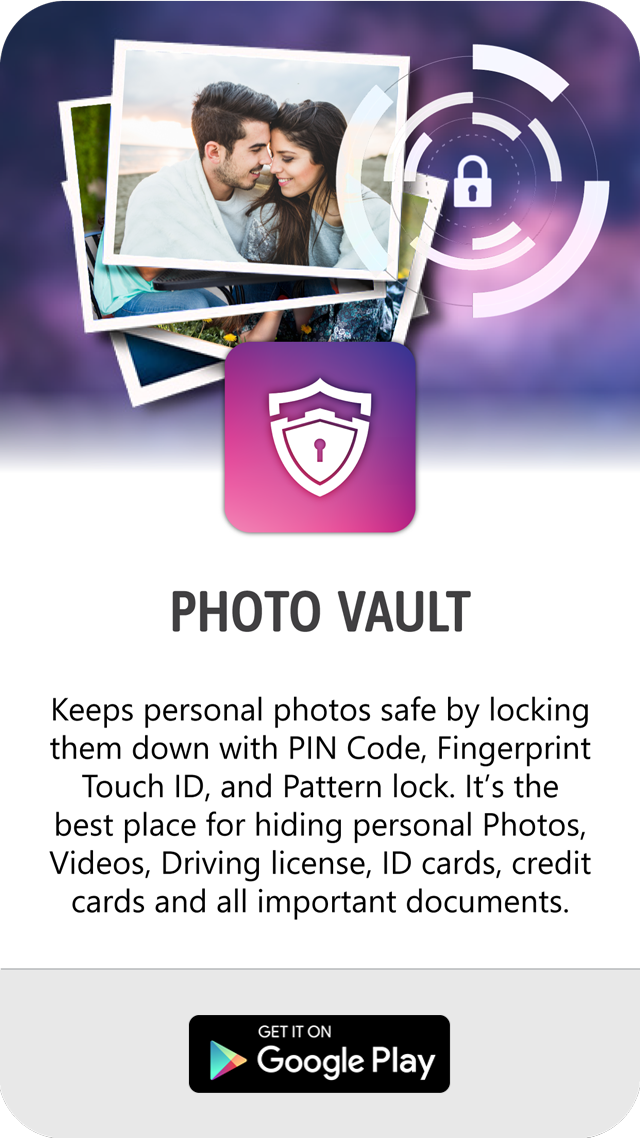 PHOTO VAULT
Keeps personal photos safe by locking
them down with PIN Code, Fingerprint
Touch ID, and Pattern lock. It’s the
best place for hiding personal Photos,
Videos, Driving license, ID cards, credit
cards and all important documents.
GET IT ON
Google Play